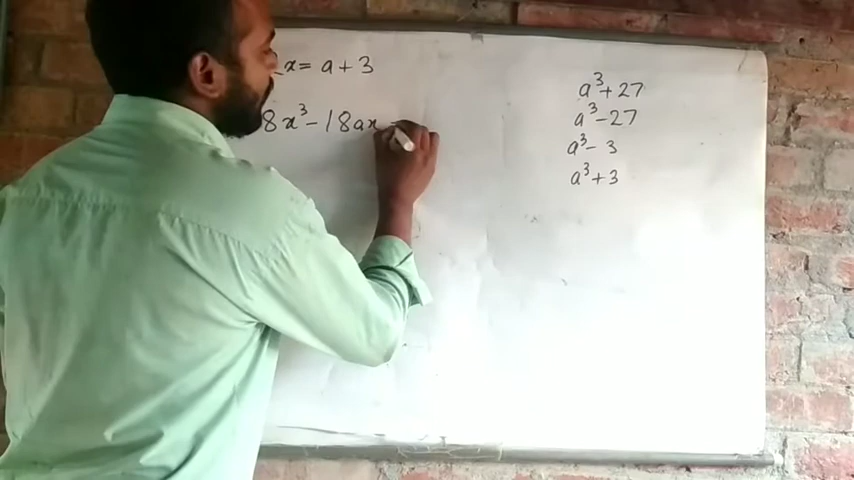 x = a + 3
8x³ - 18ax
a³ + 27
a³ - 27
a³ - 3
a³ + 3